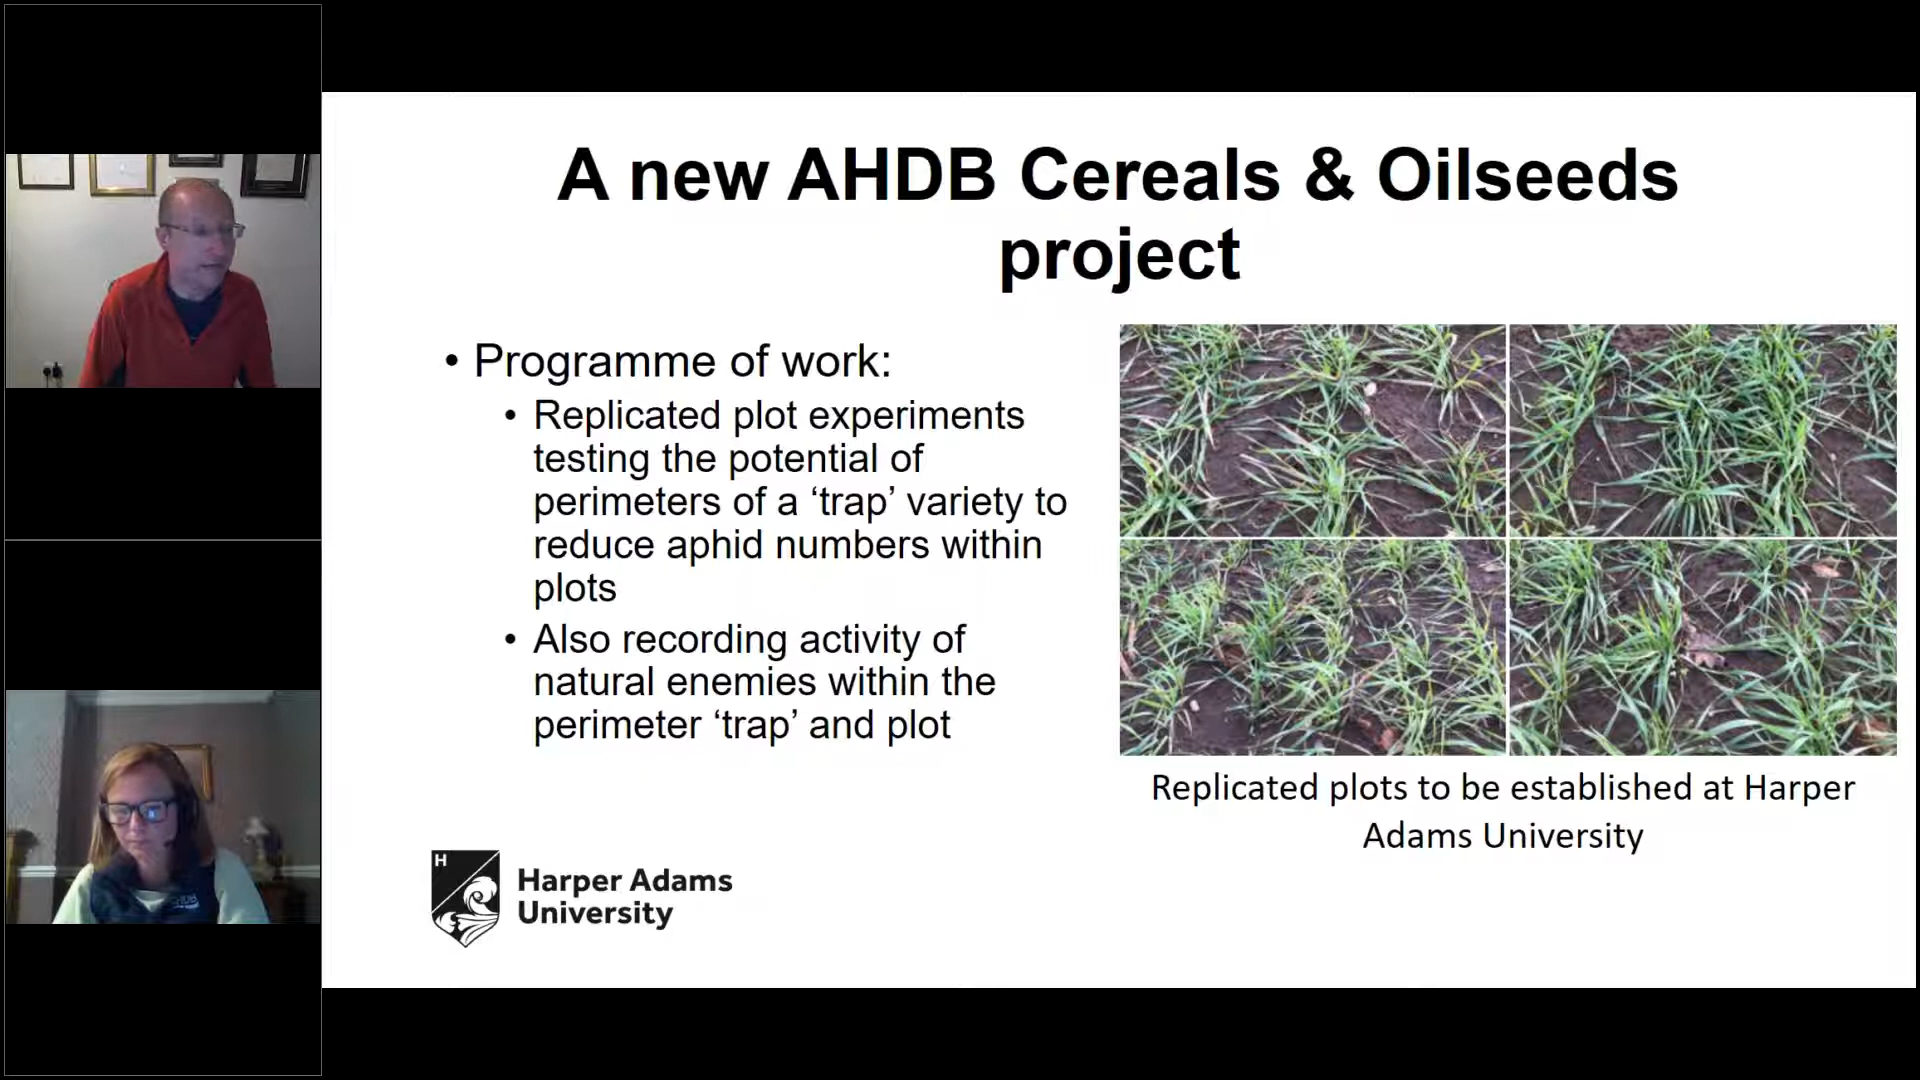 A new AHDB Cereals & Oilseeds
project
• Programme of work:
• Replicated plot experiments
testing the potential of
perimeters of a ‘trap’ variety to
reduce aphid numbers within
plots
• Also recording activity of
natural enemies within the
perimeter ‘trap’ and plot
Replicated plots to be established at Harper
Adams University
H
Harper Adams
University